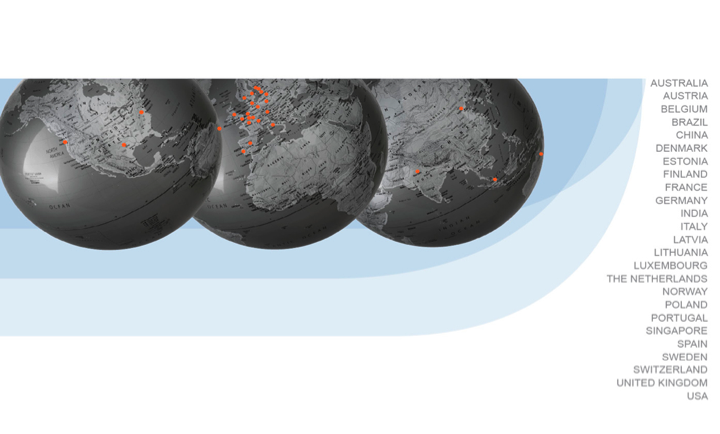 AUSTRALIA
AUSTRIA
BELGIUM
BRAZIL
CHINA
DENMARK
ESTONIA
FINLAND
FRANCE
GERMANY
INDIA
ITALY
LATVIA
LITHUANIA
LUXEMBOURG
THE NETHERLANDS
NORWAY
POLAND
PORTUGAL
SINGAPORE
SPAIN
SWEDEN
SWITZERLAND
UNITED KINGDOM
USA